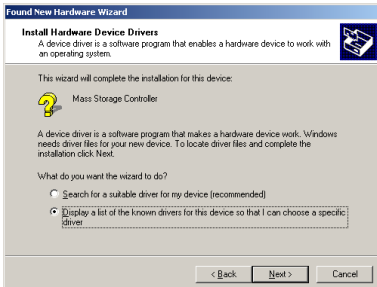 Found New Hardware Wizard
Install Hardware Device Drivers
A device driver is a software program that enables a hardware device to work with
an operating system.
This wizard will complete the installation for this device:
Mass Storage Controller
A device driver is a software program that makes a hardware device work. Windows
needs driver files for your new device. To locate driver files and complete the
installation click Next.
What do you want the wizard to do?
Search for a suitable driver for my device (recommended)
Display a list of the known drivers for this device so that I can choose a specific
driver
< Back Next > Cancel